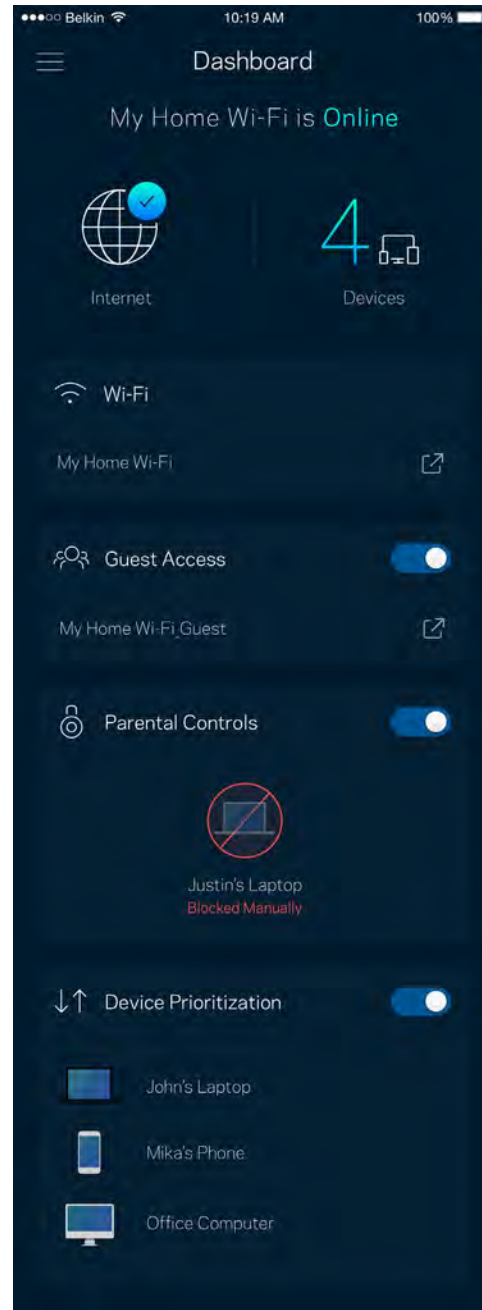 Belkin 10:19 AM 100%
Dashboard
My Home Wi-Fi is Online
4
Internet Devices
Wi-Fi
My Home Wi-Fi
Guest Access
My Home Wi-Fi_Guest
Parental Controls
Justin's Laptop
Blocked Manually
Device Prioritization
John's Laptop
Mika's Phone
Office Computer